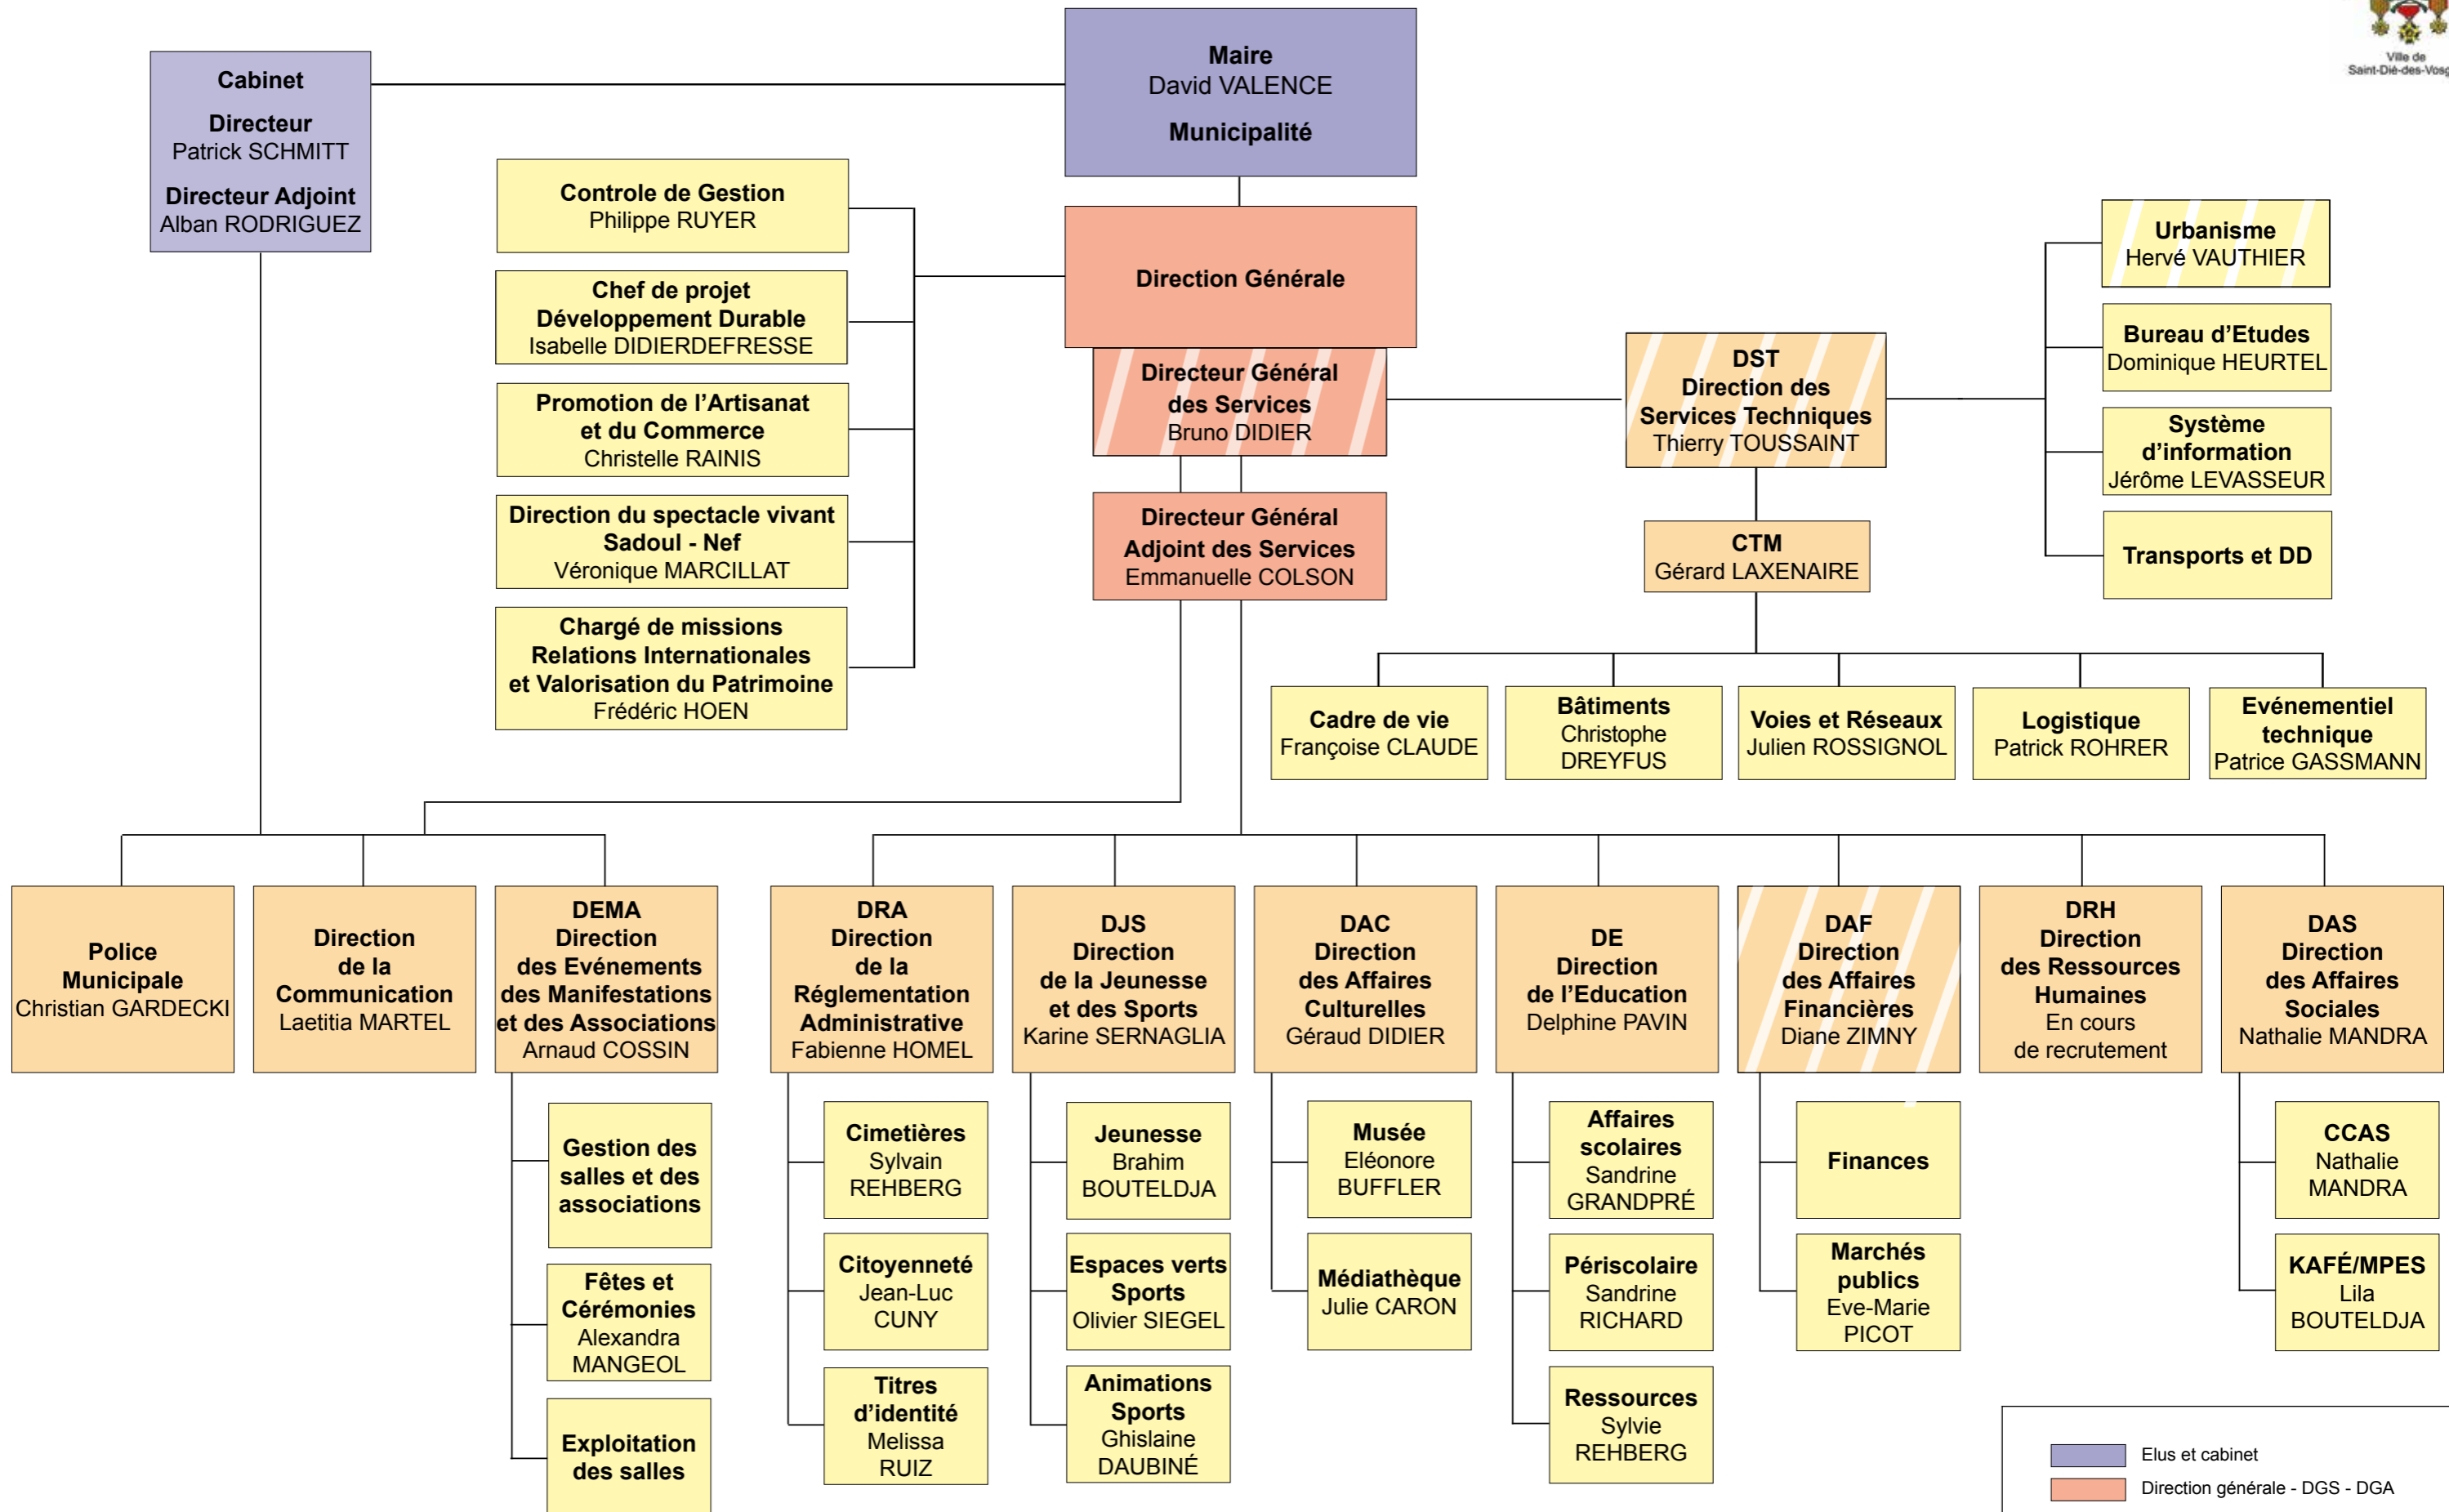 Ville de
Saint-Dié-des-Vosg
Maire
David VALENCE
Municipalité
Cabinet
Directeur
Patrick SCHMITT
Directeur Adjoint
Alban RODRIGUEZ
Controle de Gestion
Philippe RUYER
Chef de projet
Développement Durable
Isabelle DIDIERDEFRESSE
Promotion de l'Artisanat
et du Commerce
Christelle RAINIS
Direction du spectacle vivant
Sadoul - Nef
Véronique MARCILLAT
Chargé de missions
Relations Internationales
et Valorisation du Patrimoine
Frédéric HOEN
Direction Générale
Directeur Général
des Services
Bruno DIDIER
Directeur Général
Adjoint des Services
Emmanuelle COLSON
DST
Direction des
Services Techniques
Thierry TOUSSAINT
CTM
Gérard LAXENAIRE
Urbanisme
Hervé VAUTHIER
Bureau d'Etudes
Dominique HEURTEL
Système
d'information
Jérôme LEVASSEUR
Transports et DD
Cadre de vie
Françoise CLAUDE
Bâtiments
Christophe
DREYFUS
Voies et Réseaux
Julien ROSSIGNOL
Logistique
Patrick ROHRER
Evénementiel
technique
Patrice GASSMANN
Police
Municipale
Christian GARDECKI
Direction
de la
Communication
Laetitia MARTEL
DEMA
Direction
des Evénements
des Manifestations
et des Associations
Arnaud COSSIN
Gestion des
salles et des
associations
Fêtes et
Cérémonies
Alexandra
MANGEOL
Exploitation
des salles
DRA
Direction
de la
Réglementation
Administrative
Fabienne HOMEL
Cimetières
Sylvain
REHBERG
Citoyenneté
Jean-Luc
CUNY
Titres
d'identité
Melissa
RUIZ
DJS
Direction
de la Jeunesse
et des Sports
Karine SERNAGLIA
Jeunesse
Brahim
BOUTELDJA
Espaces verts
Sports
Olivier SIEGEL
Animations
Sports
Ghislaine
DAUBINÉ
DAC
Direction
des Affaires
Culturelles
Géraud DIDIER
Musée
Eléonore
BUFFLER
Médiathèque
Julie CARON
DE
Direction
de l'Education
Delphine PAVIN
Affaires
scolaires
Sandrine
GRANDPRÉ
Périscolaire
Sandrine
RICHARD
Ressources
Sylvie
REHBERG
DAF
Direction
des Affaires
Financières
Diane ZIMNY
Finances
Marchés
publics
Eve-Marie
PICOT
DRH
Direction
des Ressources
Humaines
En cours
de recrutement
DAS
Direction
des Affaires
Sociales
Nathalie MANDRA
CCAS
Nathalie
MANDRA
KAFÉ/MPES
Lila
BOUTELDJA
Elus et cabinet
Direction générale - DGS - DGA